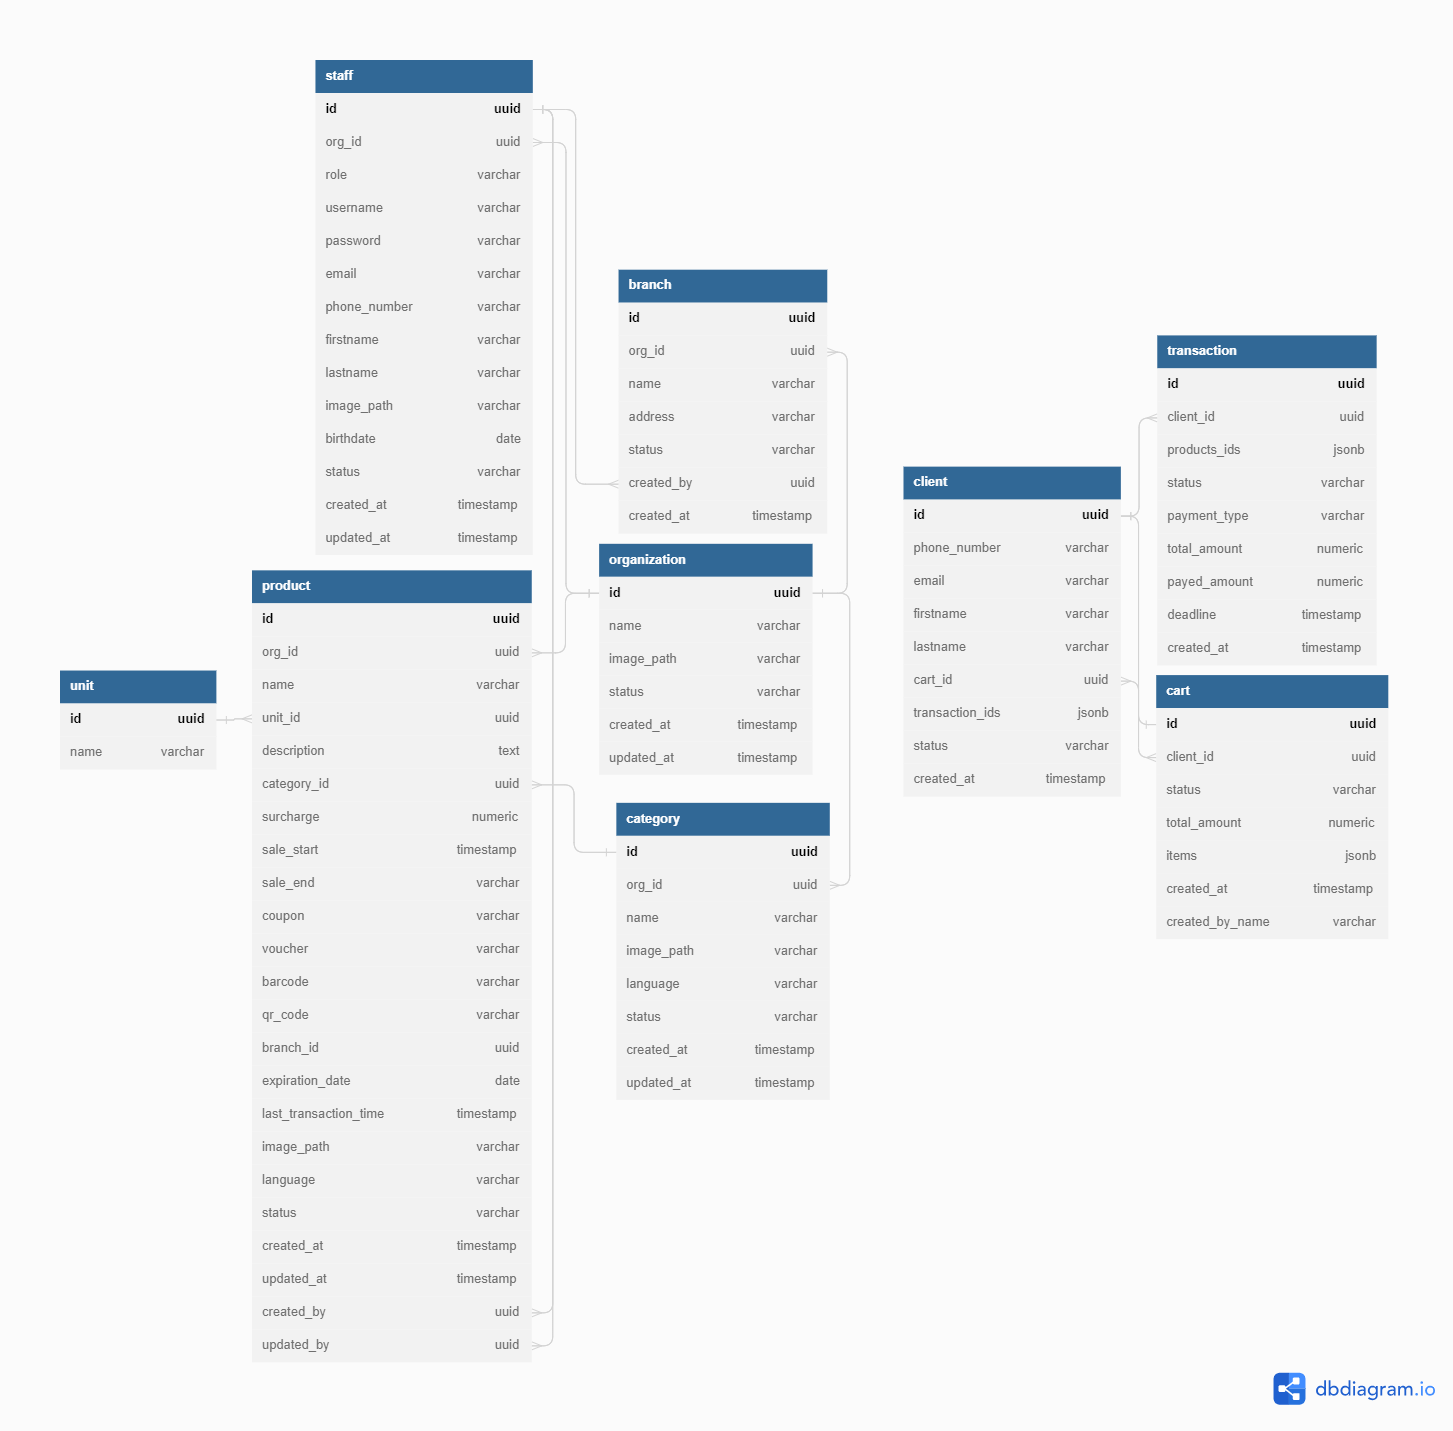 staff
id uuid
org_id uuid
role varchar
username varchar
password varchar
email varchar
phone_number varchar
firstname varchar
lastname varchar
image_path varchar
birthdate date
status varchar
created_at timestamp
updated_at timestamp
branch
id uuid
org_id uuid
name varchar
address varchar
status varchar
created_by uuid
created_at timestamp
transaction
id uuid
client_id uuid
products_ids jsonb
status varchar
payment_type varchar
total_amount numeric
payed_amount numeric
deadline timestamp
created_at timestamp
client
id uuid
phone_number varchar
email varchar
firstname varchar
lastname varchar
cart_id uuid
transaction_ids jsonb
status varchar
created_at timestamp
organization
id uuid
name varchar
image_path varchar
status varchar
created_at timestamp
updated_at timestamp
product
id uuid
org_id uuid
name varchar
unit_id uuid
description text
category_id uuid
surcharge numeric
sale_start timestamp
sale_end varchar
coupon varchar
voucher varchar
barcode varchar
qr_code varchar
branch_id uuid
expiration_date date
last_transaction_time timestamp
image_path varchar
language varchar
status varchar
created_at timestamp
updated_at timestamp
created_by uuid
updated_by uuid
unit
id uuid
name varchar
cart
id uuid
client_id uuid
status varchar
total_amount numeric
items jsonb
created_at timestamp
created_by_name varchar
category
id uuid
org_id uuid
name varchar
image_path varchar
language varchar
status varchar
created_at timestamp
updated_at timestamp
dbdiagram.io